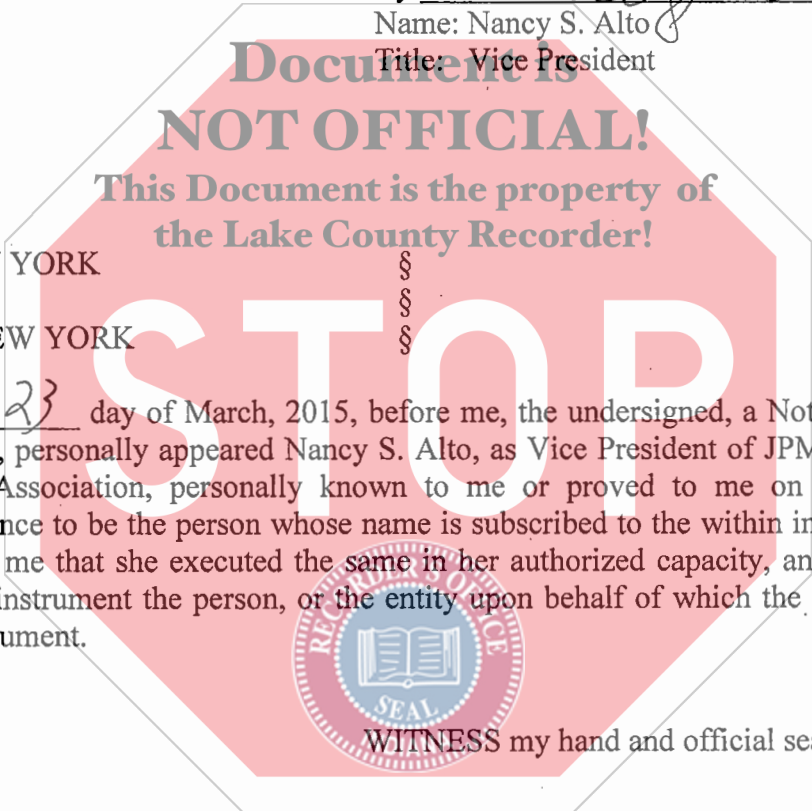 Name: Nancy S. Alto
Title: Vice President
Document is
NOT OFFICIAL!
This Document is the property of
the Lake County Recorder!
YORK §
§
EW YORK §
STOP
23 day of March, 2015, before me, the undersigned, a Not
, personally appeared Nancy S. Alto, as Vice President of JPM
Association, personally known to me or proved to me on
nce to be the person whose name is subscribed to the within in
me that she executed the same in her authorized capacity, an
instrument the person, or the entity upon behalf of which the
ument.
RECORDER'S OFFICE
SEAL
INDIANA
WITNESS my hand and official sea